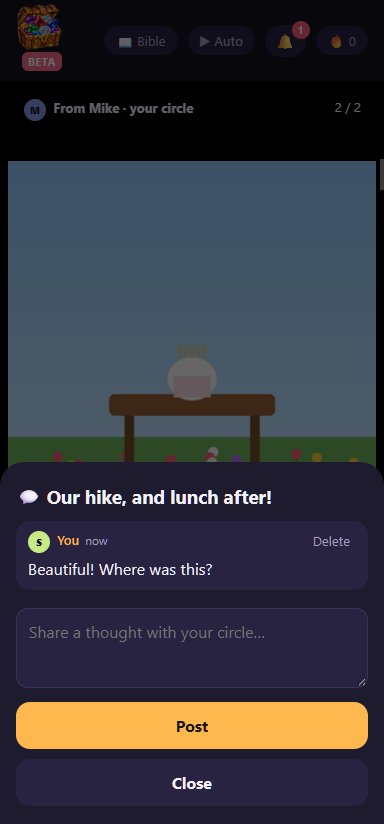 BETA
Bible
Auto
1
0
M From Mike · your circle
2 / 2
Our hike, and lunch after!
S You now
Delete
Beautiful! Where was this?
Share a thought with your circle...
Post
Close